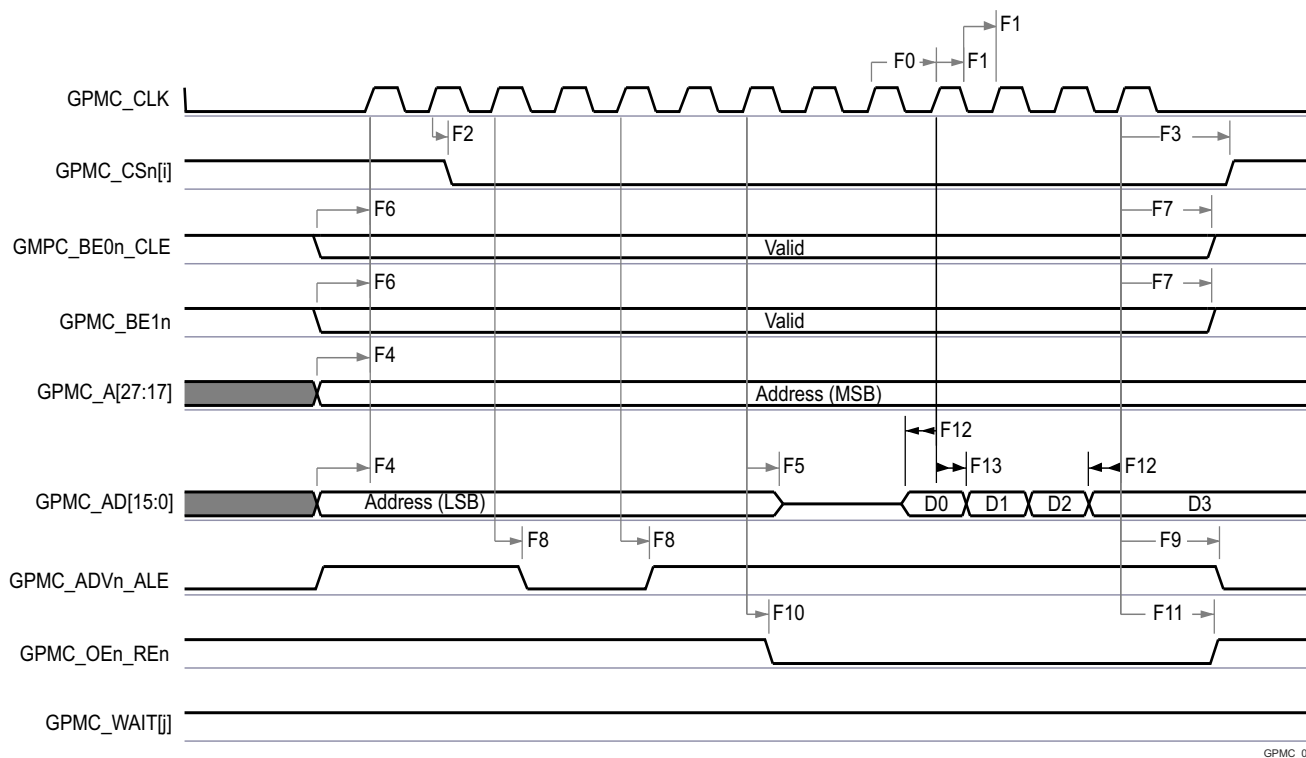 F1
F0 F1
GPMC_CLK
F2 F3
GPMC_CSn[i]
F6 F7
GMPC_BE0n_CLE Valid
F6 F7
GPMC_BE1n Valid
F4
GPMC_A[27:17] Address (MSB)
F12
F4 F5 F13 F12
GPMC_AD[15:0] Address (LSB) D0 D1 D2 D3
F8 F8 F9
GPMC_ADVn_ALE
F10 F11
GPMC_OEn_REn
GPMC_WAIT[j]
GPMC_0